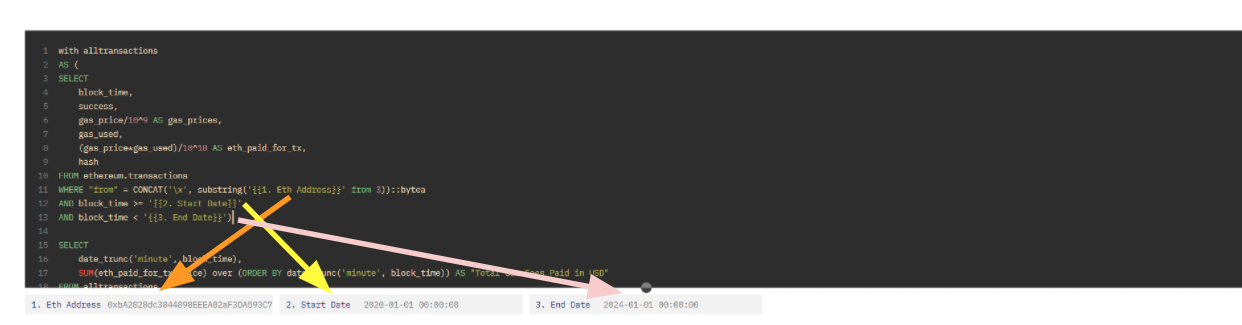 1 with alltransactions
2 AS (
3 SELECT
4 block_time,
5 success,
6 gas_price/10^9 AS gas_prices,
7 gas_used,
8 (gas_price*gas_used)/10^18 AS eth_paid_for_tx,
9 hash
10 FROM ethereum.transactions
11 WHERE "from" = CONCAT('\x', substring('{{1. Eth Address}}' from 3))::bytea
12 AND block_time >= '{{2. Start Date}}'
13 AND block_time < '{{3. End Date}}')
14
15 SELECT
16 date_trunc('minute', block_time),
17 SUM(eth_paid_for_tx) over (ORDER BY date_trunc('minute', block_time)) AS "Total Fees Paid in USD"
18 FROM alltransactions
1. Eth Address 0xbA2828dc3844898EEEA82aF3DA593C7 2. Start Date 2020-01-01 00:00:00 3. End Date 2024-01-01 00:00:00